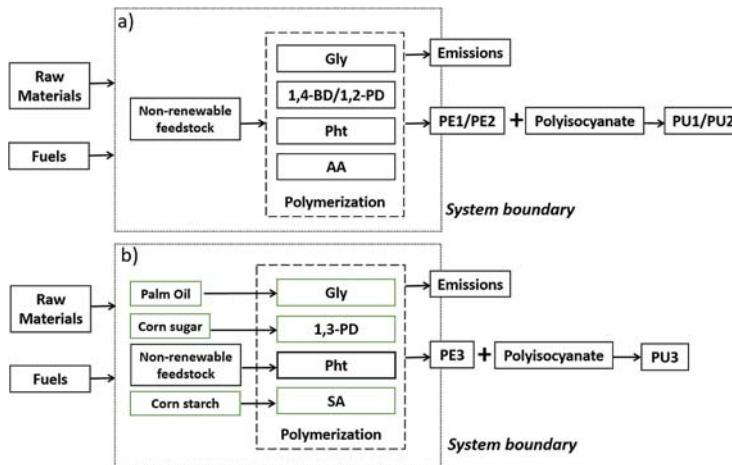 a)
Raw
Materials
Fuels
Non-renewable
feedstock
Gly
1,4-BD/1,2-PD
Pht
AA
Polymerization
Emissions
PE1/PE2 + Polyisocyanate PU1/PU2
System boundary
b)
Raw
Materials
Fuels
Palm Oil
Corn sugar
Non-renewable
feedstock
Corn starch
Gly
1,3-PD
Pht
SA
Polymerization
Emissions
PE3 + Polyisocyanate PU3
System boundary